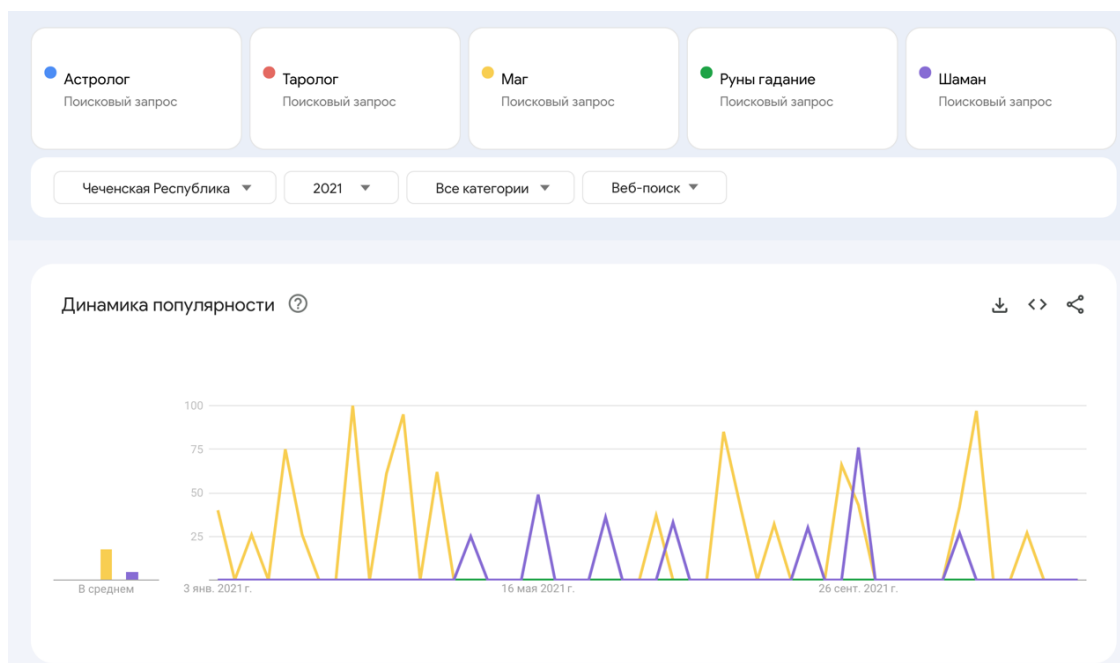 Астролог
Поисковый запрос
Таролог
Поисковый запрос
Маг
Поисковый запрос
Руны гадание
Поисковый запрос
Шаман
Поисковый запрос
Чеченская Республика
2021
Все категории
Веб-поиск
Динамика популярности
100
75
50
25
В среднем
3 янв. 2021 г.
16 мая 2021 г.
26 сент. 2021 г.